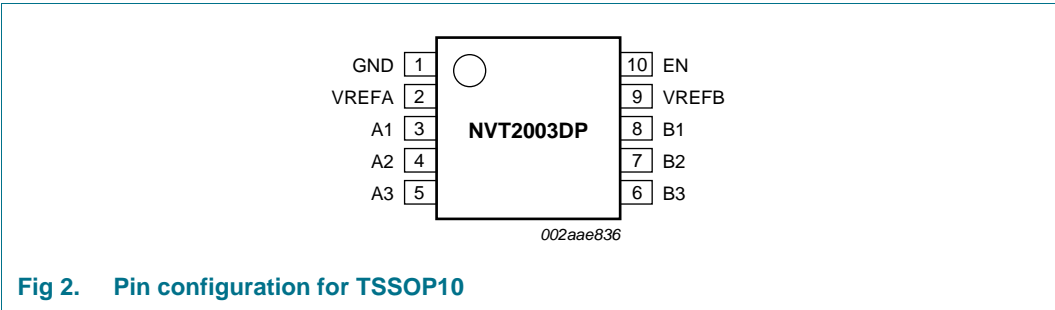 GND 1 10 EN
VREFA 2 9 VREFB
A1 3 NVT2003DP 8 B1
A2 4 7 B2
A3 5 6 B3
002aae836
Fig 2. Pin configuration for TSSOP10